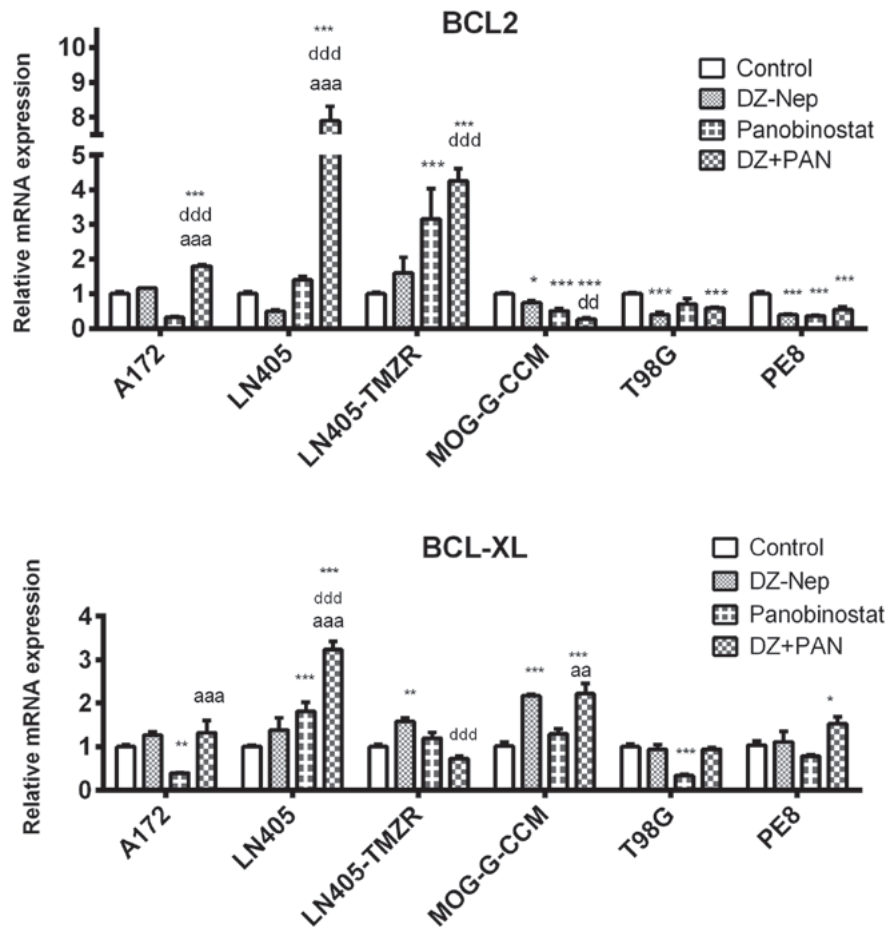 BCL2
Relative mRNA expression
10
9
8
5
4
3
2
1
0
***
ddd
aaa
***
ddd
aaa
***
***
ddd
*
***
***
dd
***
***
***
***
***
Control
DZ-Nep
Panobinostat
DZ+PAN
A172
LN405
LN405-TMZR
MOG-G-CCM
T98G
PE8
BCL-XL
Relative mRNA expression
4
3
2
1
0
**
aaa
***
***
ddd
aaa
**
ddd
***
***
aa
***
*
Control
DZ-Nep
Panobinostat
DZ+PAN
A172
LN405
LN405-TMZR
MOG-G-CCM
T98G
PE8